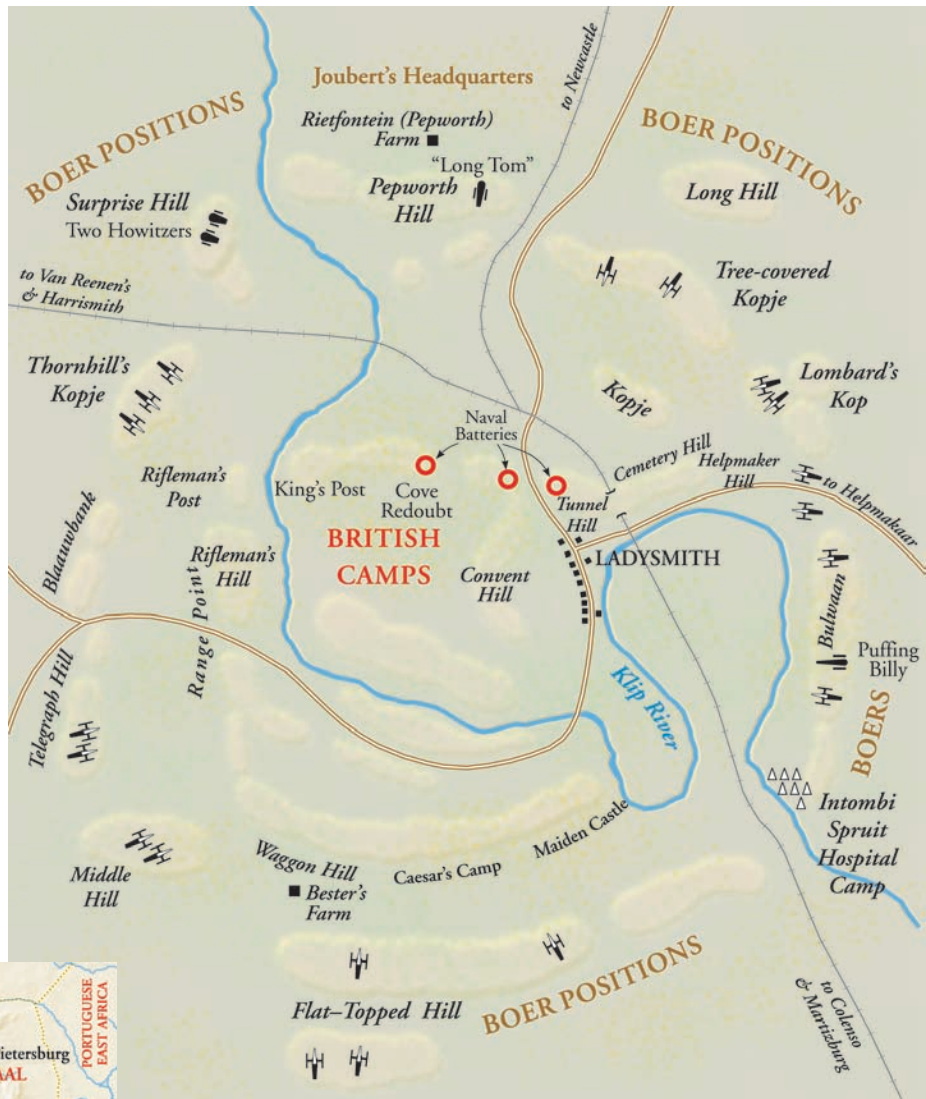 Joubert's Headquarters
to Newcastle
BOER POSITIONS
Rietfontein (Pepworth)
Farm
"Long Tom"
Pepworth
Hill
BOER POSITIONS
Long Hill
Surprise Hill
Two Howitzers
to Van Reenen's
& Harrismith
Tree-covered
Kopje
Thornhill's
Kopje
Kopje
Lombard's
Kop
Naval
Batteries
Rifleman's
Post
King's Post
Cove
Redoubt
Cemetery Hill
Helpmaker
Hill
to Helpmakaar
Tunnel
Hill
Blaauwbank
Rifleman's
Hill
BRITISH
CAMPS
Convent
Hill
LADYSMITH
Range Point
Bulwaan
Puffing
Billy
Klip River
Telegraph Hill
BOERS
Intombi
Spruit
Hospital
Camp
Middle
Hill
Waggon Hill
Bester's
Farm
Caesar's Camp
Maiden Castle
Flat–Topped Hill
BOER POSITIONS
to Colenso
& Martizburg
PORTUGUESE
EAST AFRICA
ietersburg
AAL